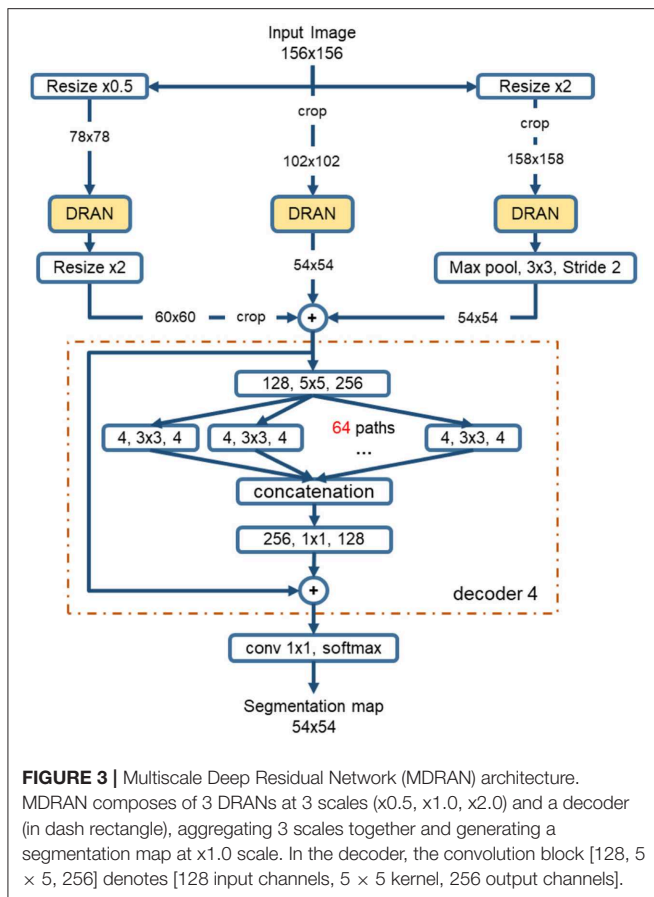 Input Image
156x156
Resize x0.5
Resize x2
crop
crop
78x78
102x102
158x158
DRAN
DRAN
DRAN
Resize x2
54x54
Max pool, 3x3, Stride 2
60x60
crop
+
54x54
128, 5x5, 256
4, 3x3, 4
4, 3x3, 4
64 paths
...
4, 3x3, 4
concatenation
256, 1x1, 128
+
decoder 4
conv 1x1, softmax
Segmentation map
54x54
FIGURE 3 | Multiscale Deep Residual Network (MDRAN) architecture.
MDRAN composes of 3 DRANs at 3 scales (x0.5, x1.0, x2.0) and a decoder
(in dash rectangle), aggregating 3 scales together and generating a
segmentation map at x1.0 scale. In the decoder, the convolution block [128, 5
× 5, 256] denotes [128 input channels, 5 × 5 kernel, 256 output channels].